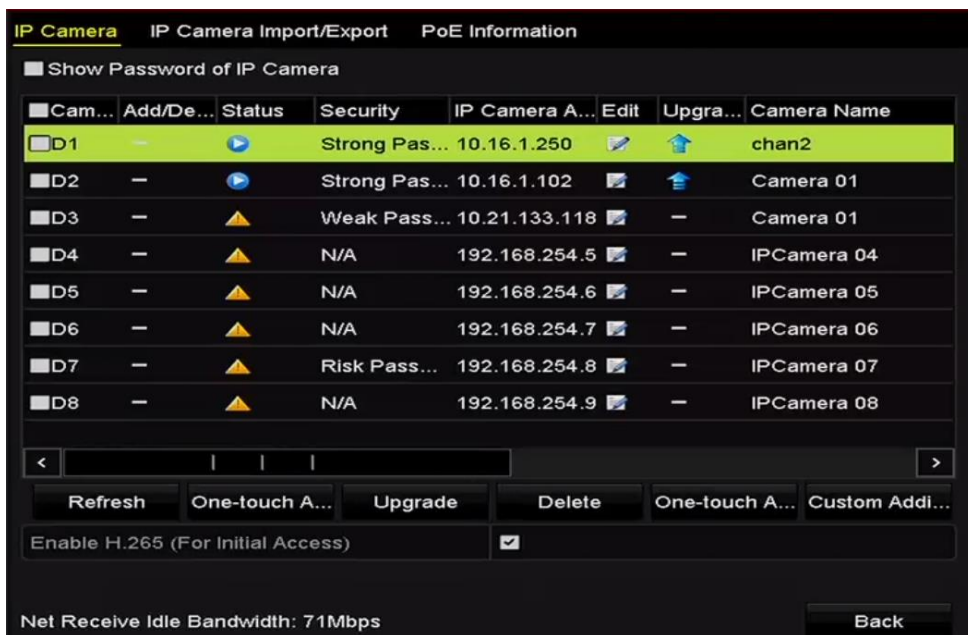 IP Camera IP Camera Import/Export PoE Information
Show Password of IP Camera
Cam... Add/De... Status Security IP Camera A... Edit Upgra... Camera Name
D1 – Strong Pas... 10.16.1.250 chan2
D2 – Strong Pas... 10.16.1.102 Camera 01
D3 – Weak Pass... 10.21.133.118 – Camera 01
D4 – N/A 192.168.254.5 – IPCamera 04
D5 – N/A 192.168.254.6 – IPCamera 05
D6 – N/A 192.168.254.7 – IPCamera 06
D7 – Risk Pass... 192.168.254.8 – IPCamera 07
D8 – N/A 192.168.254.9 – IPCamera 08
Refresh One-touch A... Upgrade Delete One-touch A... Custom Addi...
Enable H.265 (For Initial Access)
Net Receive Idle Bandwidth: 71Mbps Back